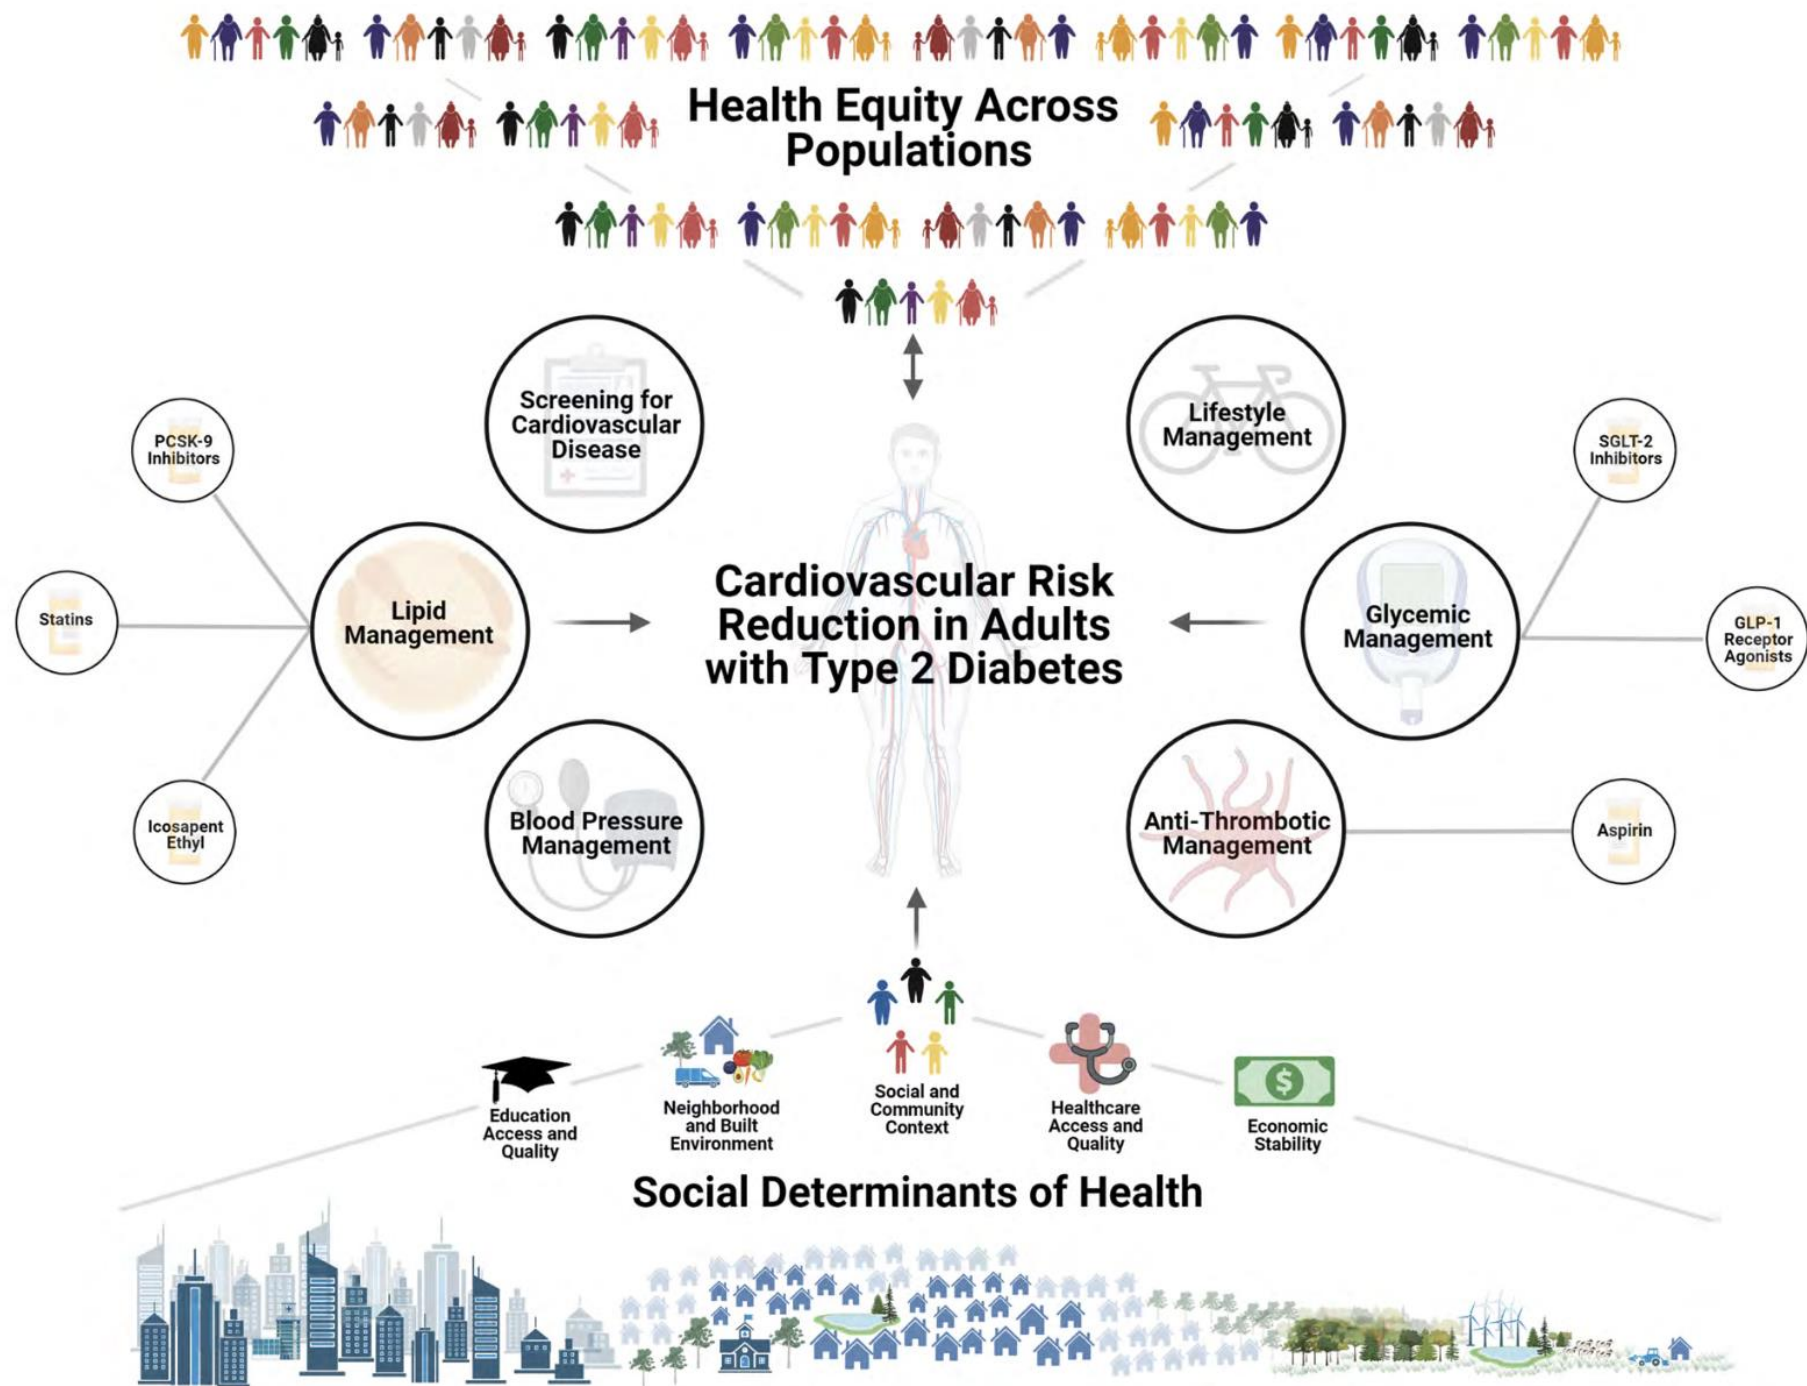 Health Equity Across
Populations
Screening for
Cardiovascular
Disease
Lifestyle
Management
PCSK-9
Inhibitors
SGLT-2
Inhibitors
Statins
Lipid
Management
Cardiovascular Risk
Reduction in Adults
with Type 2 Diabetes
Glycemic
Management
GLP-1
Receptor
Agonists
Icosapent
Ethyl
Blood Pressure
Management
Anti-Thrombotic
Management
Aspirin
Education
Access and
Quality
Neighborhood
and Built
Environment
Social and
Community
Context
Healthcare
Access and
Quality
$
Economic
Stability
Social Determinants of Health